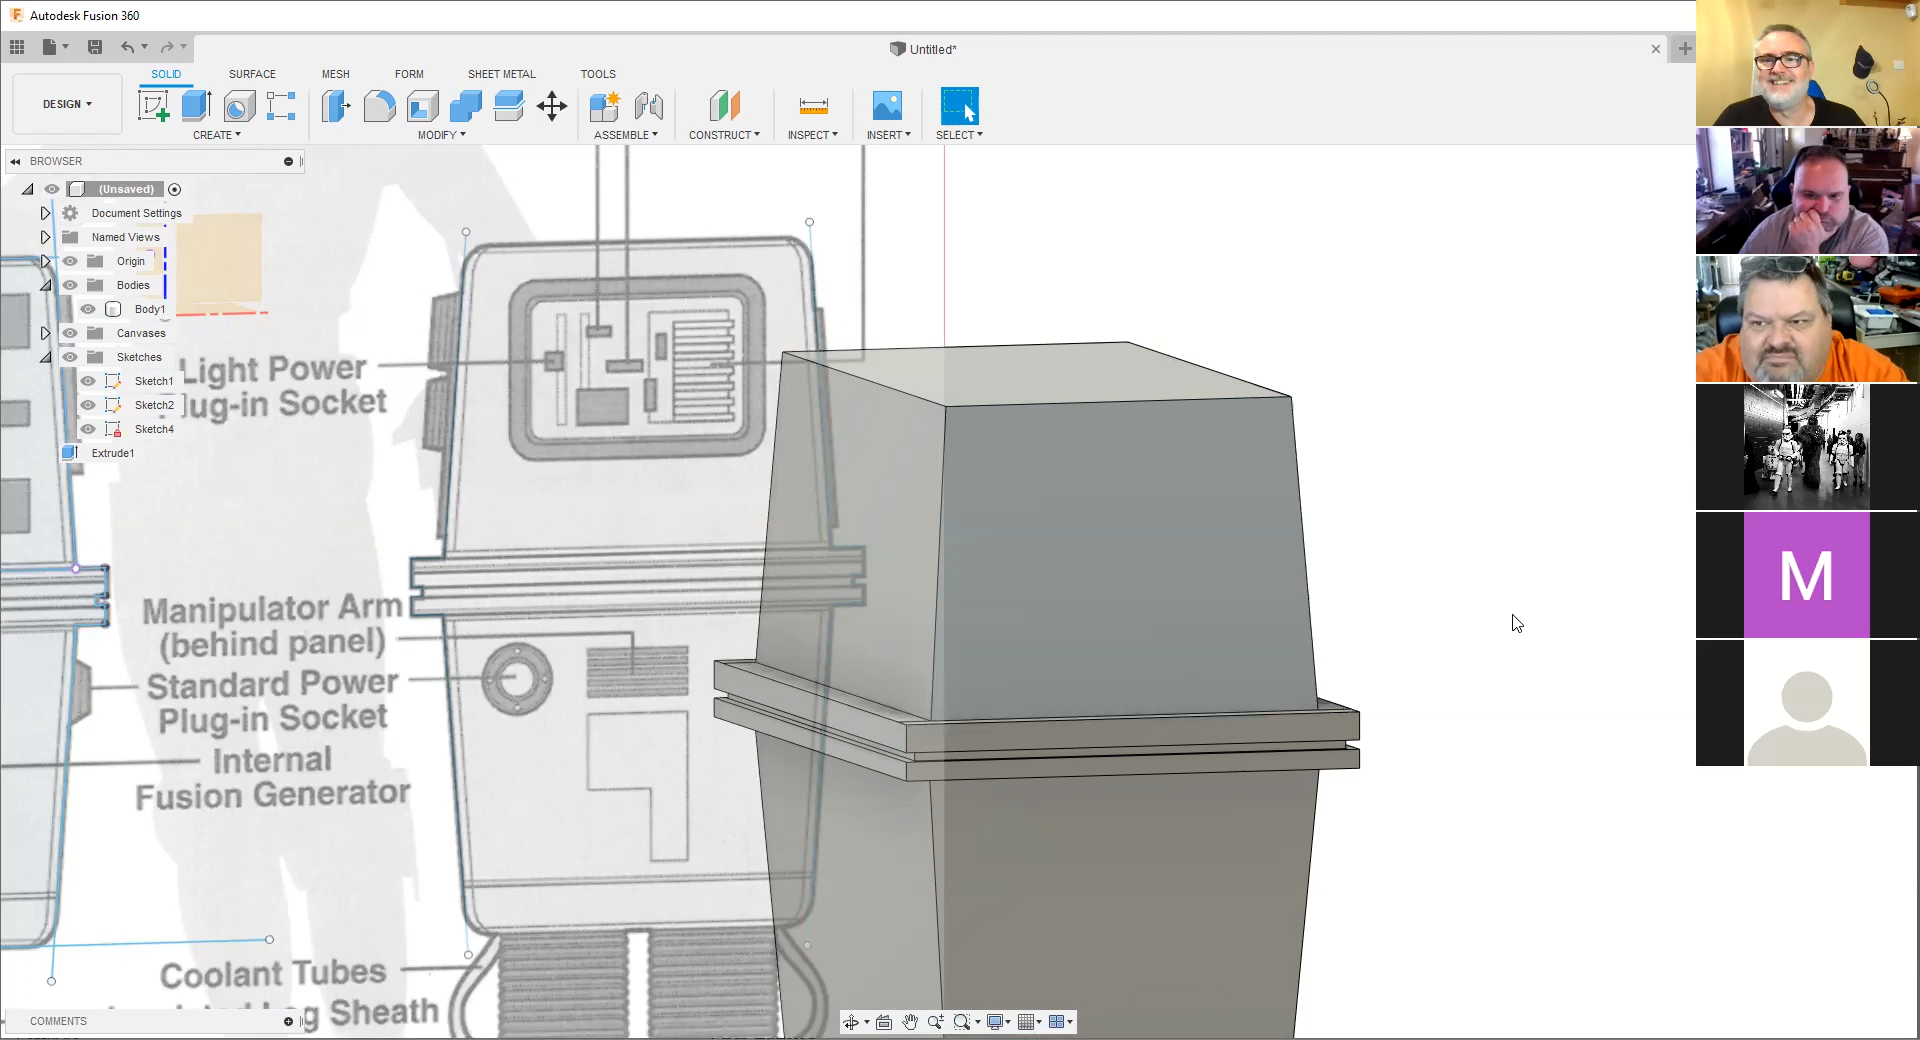 Autodesk Fusion 360
Untitled*
SOLID SURFACE MESH FORM SHEET METAL TOOLS
DESIGN
CREATE MODIFY ASSEMBLE CONSTRUCT INSPECT INSERT SELECT
BROWSER
(Unsaved)
Document Settings
Named Views
Origin
Bodies
Body1
Canvases
Sketches
Sketch1
Sketch2
Sketch4
Extrude1
Light Power
lug-in Socket
Manipulator Arm
(behind panel)
Standard Power
Plug-in Socket
Internal
Fusion Generator
Coolant Tubes
g Sheath
COMMENTS
M